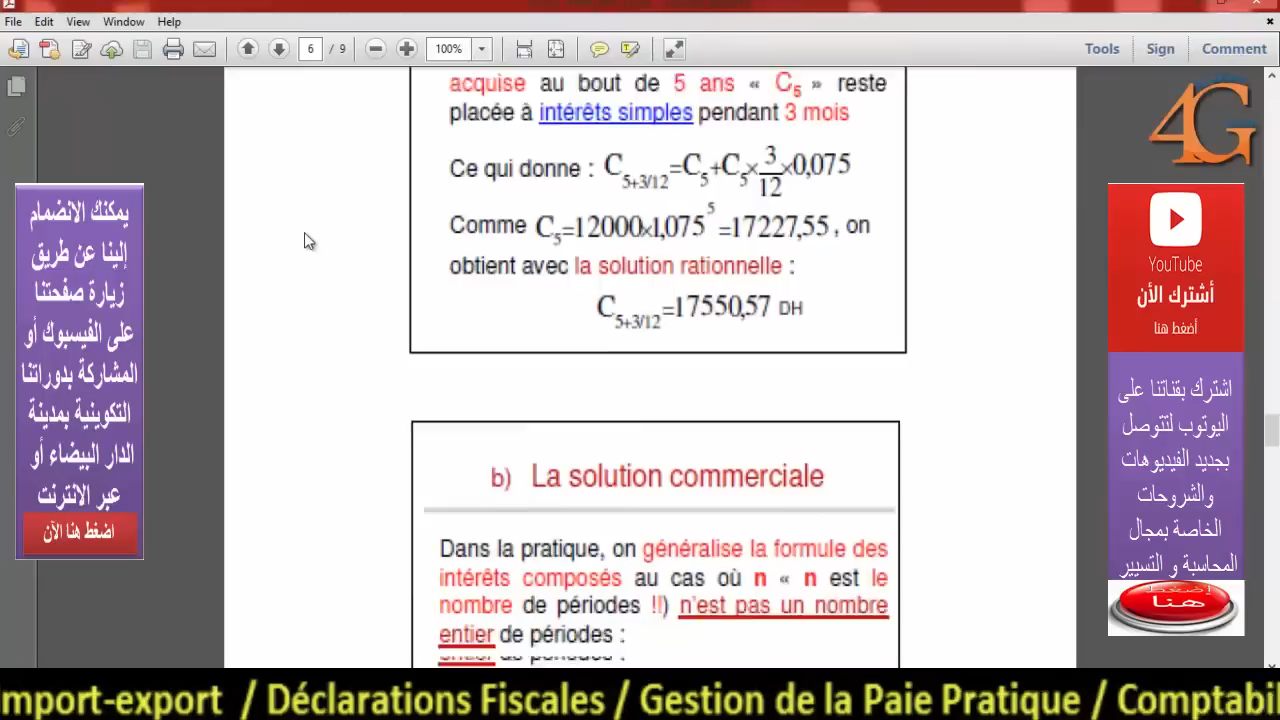 File Edit View Window Help
6 / 9 100% Tools Sign Comment
acquise au bout de 5 ans « C5 » reste
placée à intérêts simples pendant 3 mois
Ce qui donne : C5+3/12=C5+C5×3/12×0,075
Comme C5=12000×1,075^5=17227,55, on
obtient avec la solution rationnelle :
C5+3/12=17550,57 DH
b) La solution commerciale
Dans la pratique, on généralise la formule des
intérêts composés au cas où n « n est le
nombre de périodes !!) n'est pas un nombre
entier de périodes :
entier de périodes :
يمكنك الانضمام
إلينا عن طريق
زيارة صفحتنا
على الفيسبوك أو
المشاركة بدوراتنا
التكوينية بمدينة
الدار البيضاء أو
عبر الانترنت
اضغط هنا الآن
4G
YouTube
أشترك الأن
أضغط هنا
اشترك بقناتنا على
اليوتوب لتتوصل
بجديد الفيديوهات
والشروحات
الخاصة بمجال
المحاسبة و التسيير
إضغط
هنا
Import-export / Déclarations Fiscales / Gestion de la Paie Pratique / Comptabil